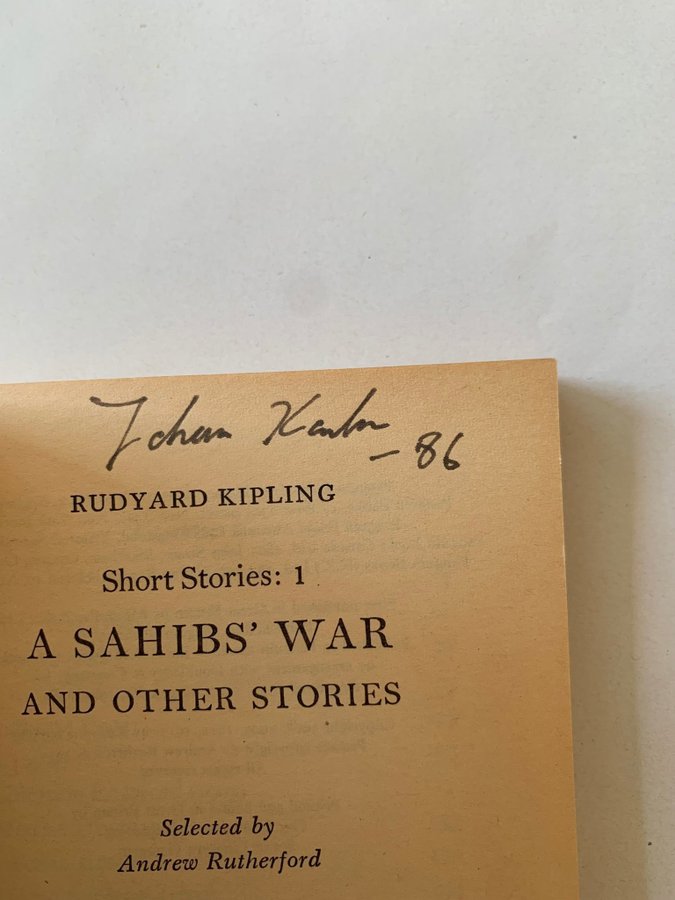 Johan
– 86
RUDYARD KIPLING
Short Stories: 1
A SAHIBS’ WAR
AND OTHER STORIES
Selected by
Andrew Rutherford